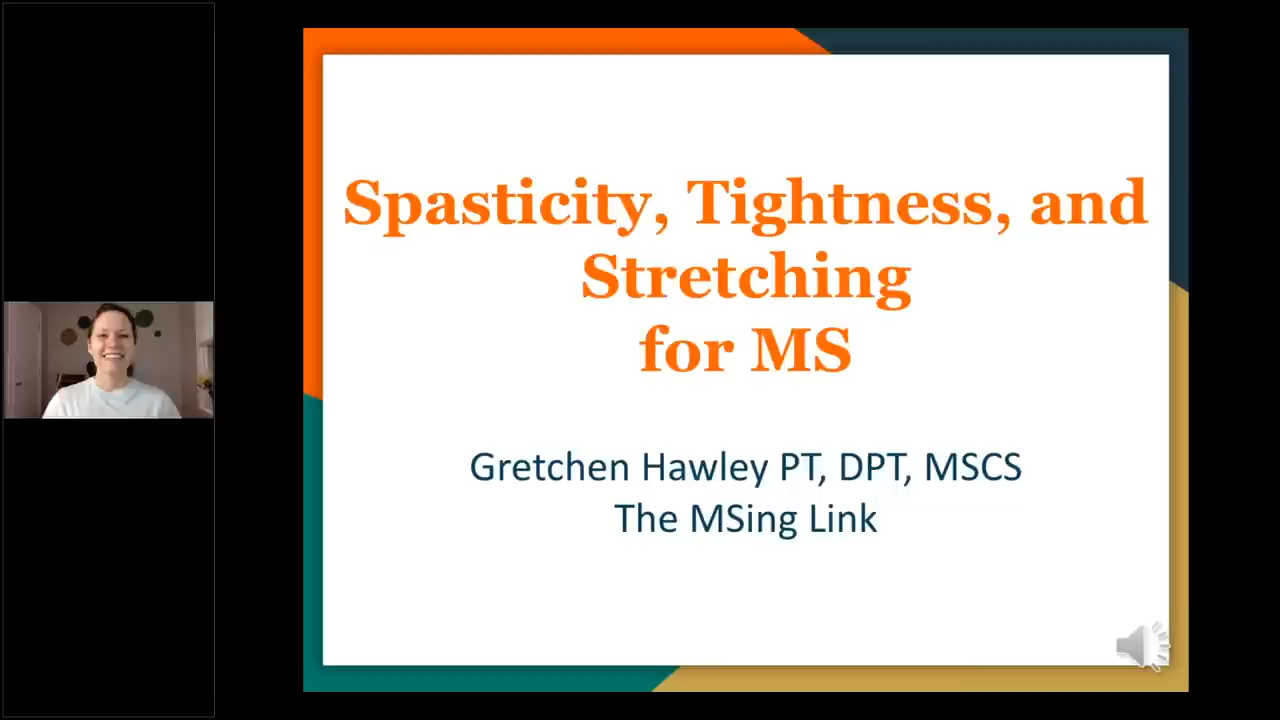 Spasticity, Tightness, and
Stretching
for MS
Gretchen Hawley PT, DPT, MSCS
The MSing Link